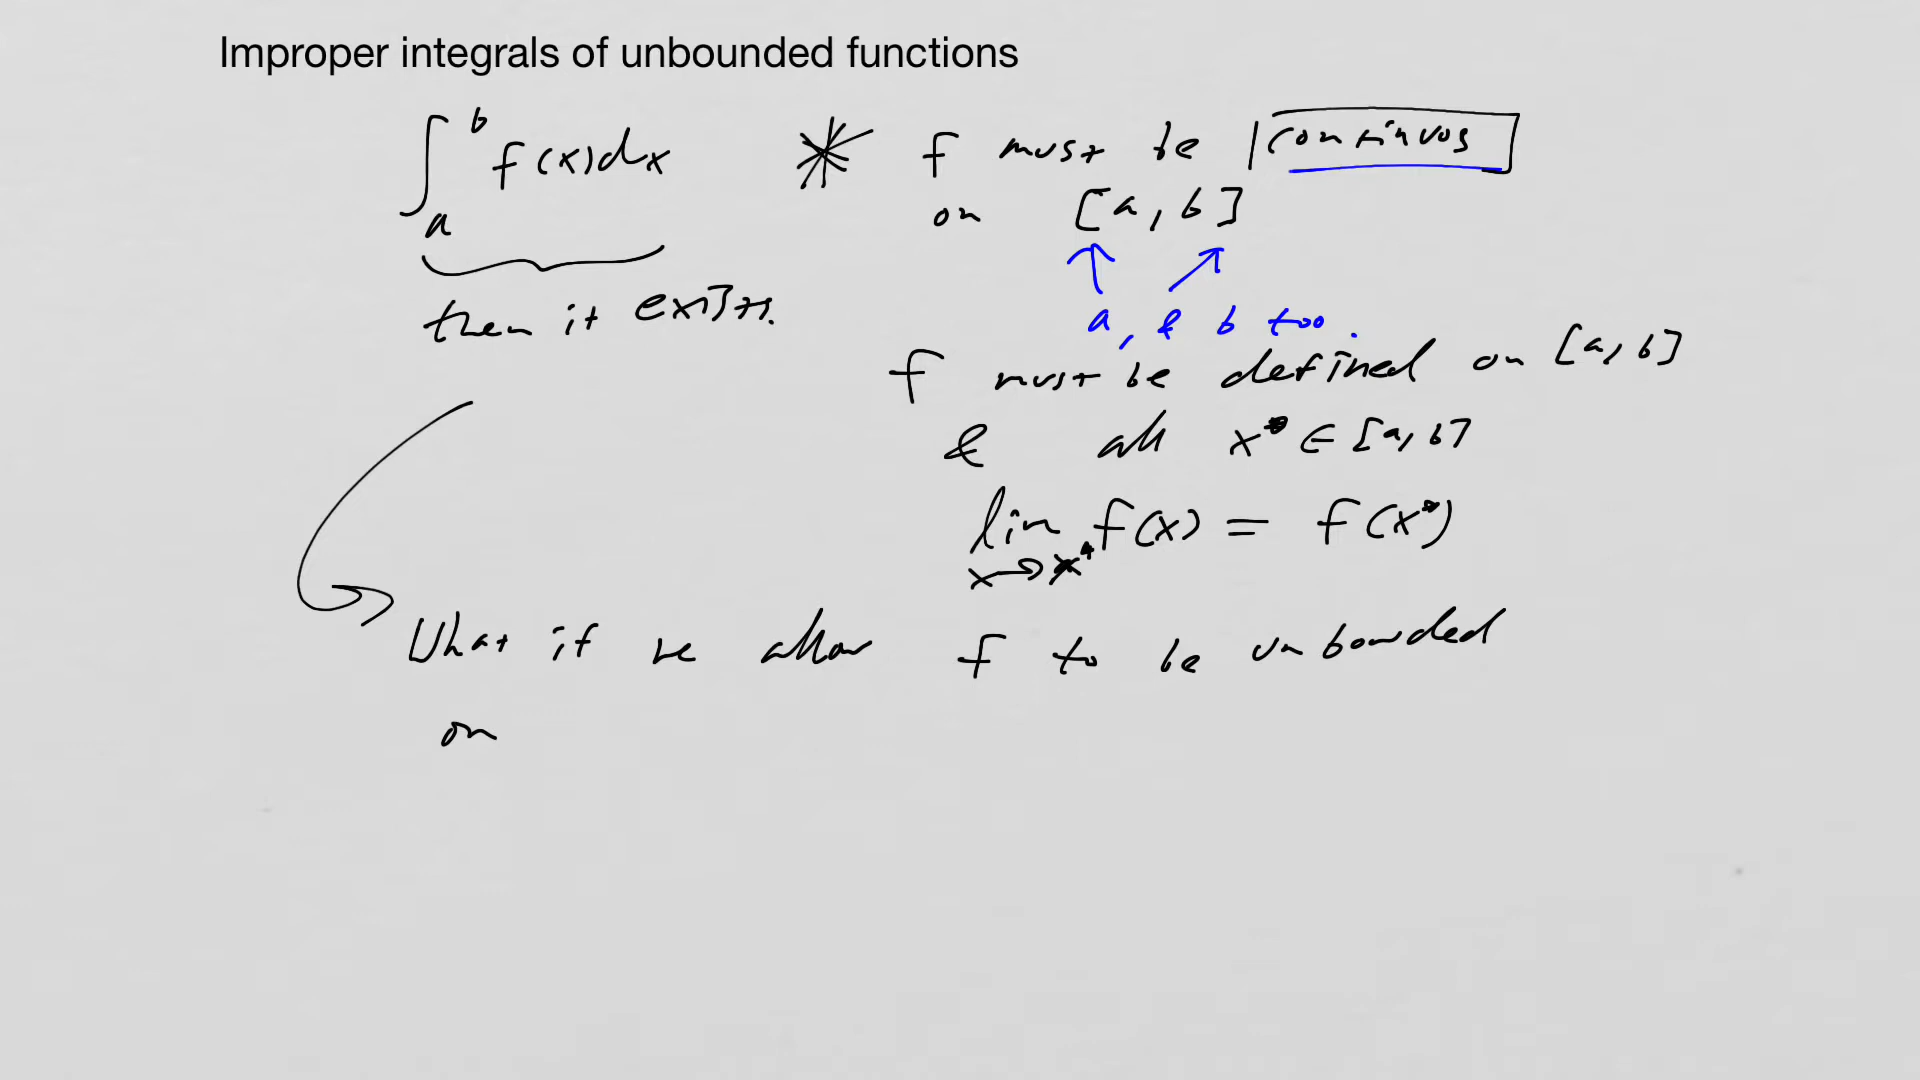 Improper integrals of unbounded functions
∫_a^b f(x)dx * f must be continuos
on [a, b]
then it exists.
a, & b too.
f must be defined on [a, b]
& all x* ∈ [a, b]
lim f(x) = f(x*)
x→x*
What if we allow f to be unbounded
on